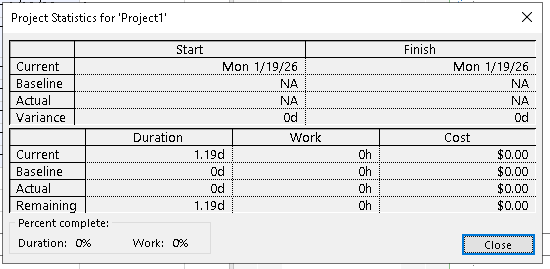 Project Statistics for 'Project1'
Start Finish
Current Mon 1/19/26 Mon 1/19/26
Baseline NA NA
Actual NA NA
Variance 0d 0d
Duration Work Cost
Current 1.19d 0h $0.00
Baseline 0d 0h $0.00
Actual 0d 0h $0.00
Remaining 1.19d 0h $0.00
Percent complete:
Duration: 0% Work: 0%
Close